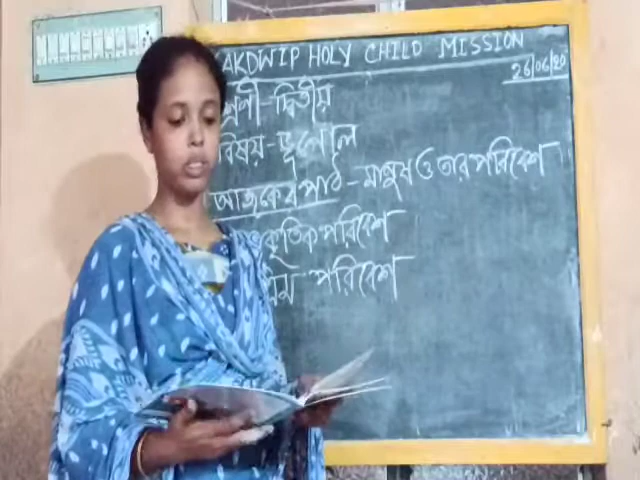 AKDWIP HOLY CHILD MISSION
26/06/20
শ্রেণী - দ্বিতীয়
বিষয় - ভূগোল
আজকের পাঠ - মানুষ ও তার পরিবেশ
কৃতিক পরিবেশ
ত্রিম পরিবেশ